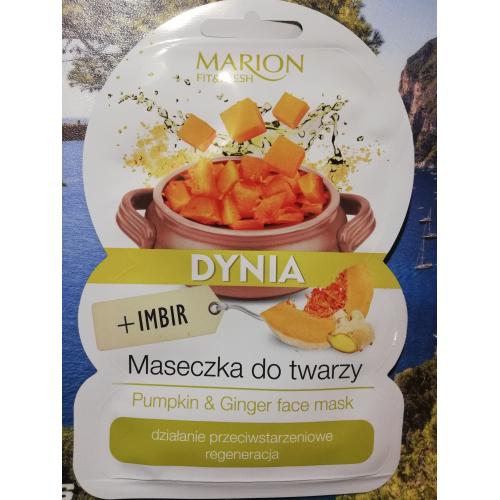 MARION
FIT&FRESH
DYNIA
+ IMBIR
Maseczka do twarzy
Pumpkin & Ginger face mask
działanie przeciwstarzeniowe
regeneracja